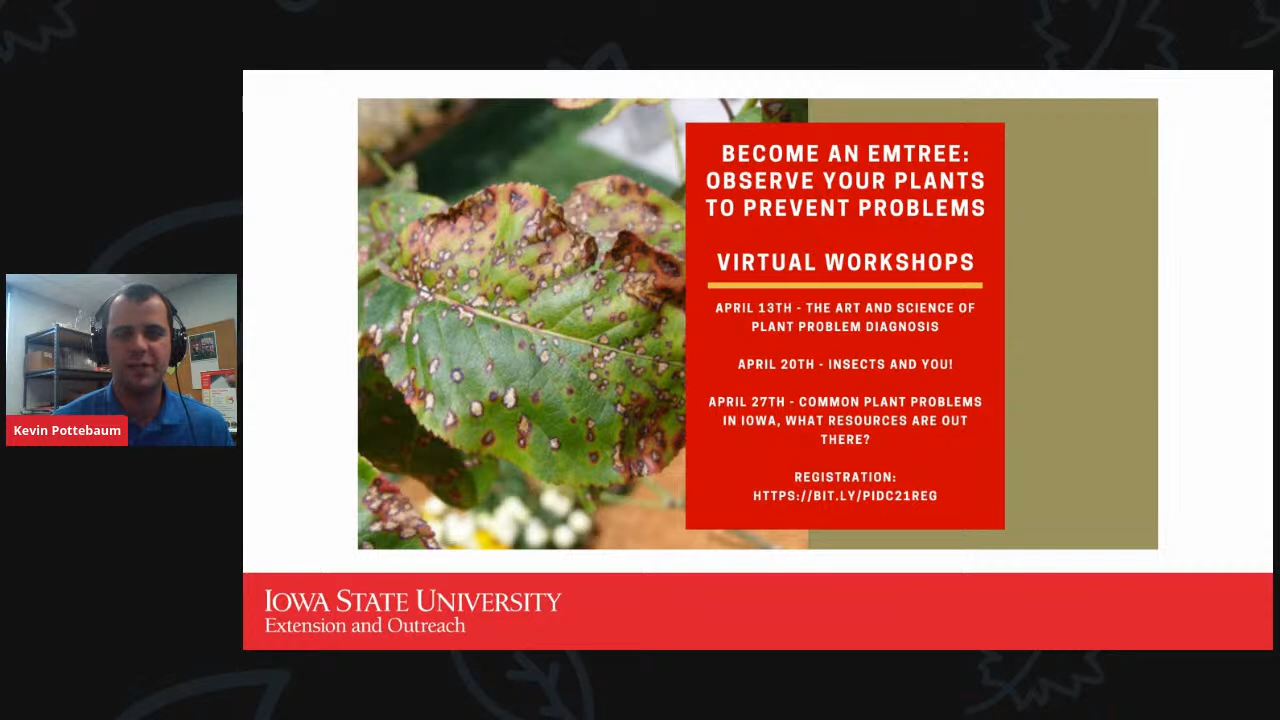 BECOME AN EMTREE:
OBSERVE YOUR PLANTS
TO PREVENT PROBLEMS
VIRTUAL WORKSHOPS
APRIL 13TH - THE ART AND SCIENCE OF
PLANT PROBLEM DIAGNOSIS
APRIL 20TH - INSECTS AND YOU!
APRIL 27TH - COMMON PLANT PROBLEMS
IN IOWA, WHAT RESOURCES ARE OUT
THERE?
REGISTRATION:
HTTPS://BIT.LY/PIDC21REG
Kevin Pottebaum
IOWA STATE UNIVERSITY
Extension and Outreach